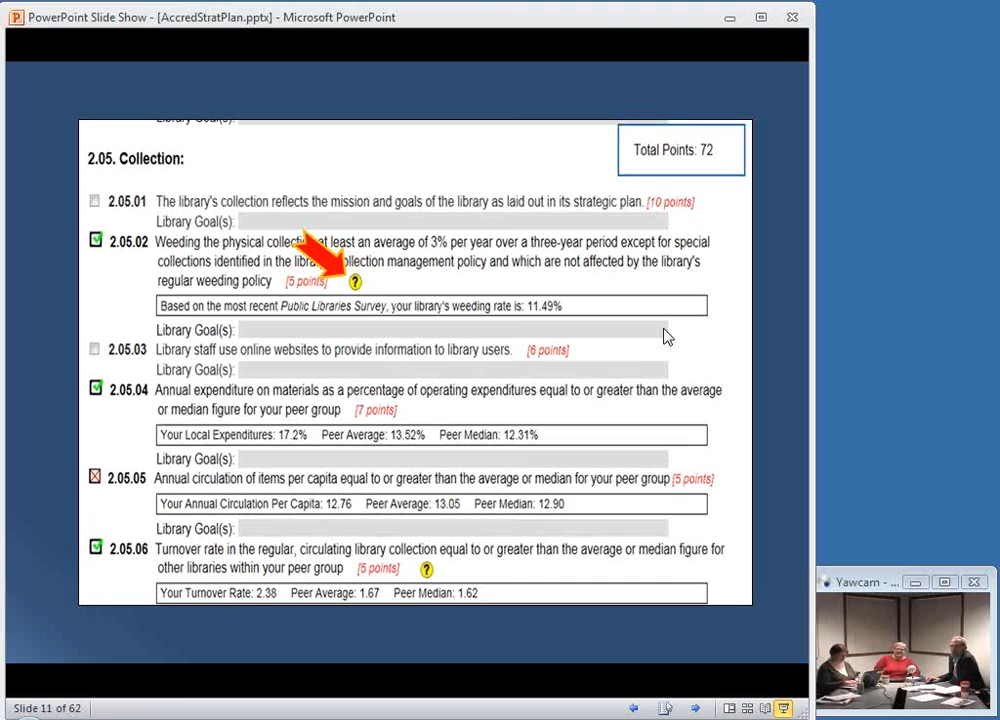 PowerPoint Slide Show - [AccredStratPlan.pptx] - Microsoft PowerPoint
Library Goal(s):
Total Points: 72
2.05. Collection:
2.05.01 The library's collection reflects the mission and goals of the library as laid out in its strategic plan. [10 points]
Library Goal(s):
2.05.02 Weeding the physical at least an average of 3% per year over a three-year period except for special
collections identified in the collection management policy and which are not affected by the library's
regular weeding policy [5 points] ?
Based on the most recent Public Libraries Survey, your library's weeding rate is: 11.49%
Library Goal(s):
2.05.03 Library staff use online websites to provide information to library users. [6 points]
Library Goal(s):
2.05.04 Annual expenditure on materials as a percentage of operating expenditures equal to or greater than the average
or median figure for your peer group [7 points]
Your Local Expenditures: 17.2% Peer Average: 13.52% Peer Median: 12.31%
Library Goal(s):
2.05.05 Annual circulation of items per capita equal to or greater than the average or median for your peer group [5 points]
Your Annual Circulation Per Capita: 12.76 Peer Average: 13.05 Peer Median: 12.90
Library Goal(s):
2.05.06 Turnover rate in the regular, circulating library collection equal to or greater than the average or median figure for
other libraries within your peer group [5 points] ?
Your Turnover Rate: 2.38 Peer Average: 1.67 Peer Median: 1.62
Yawcam - ...
Slide 11 of 62